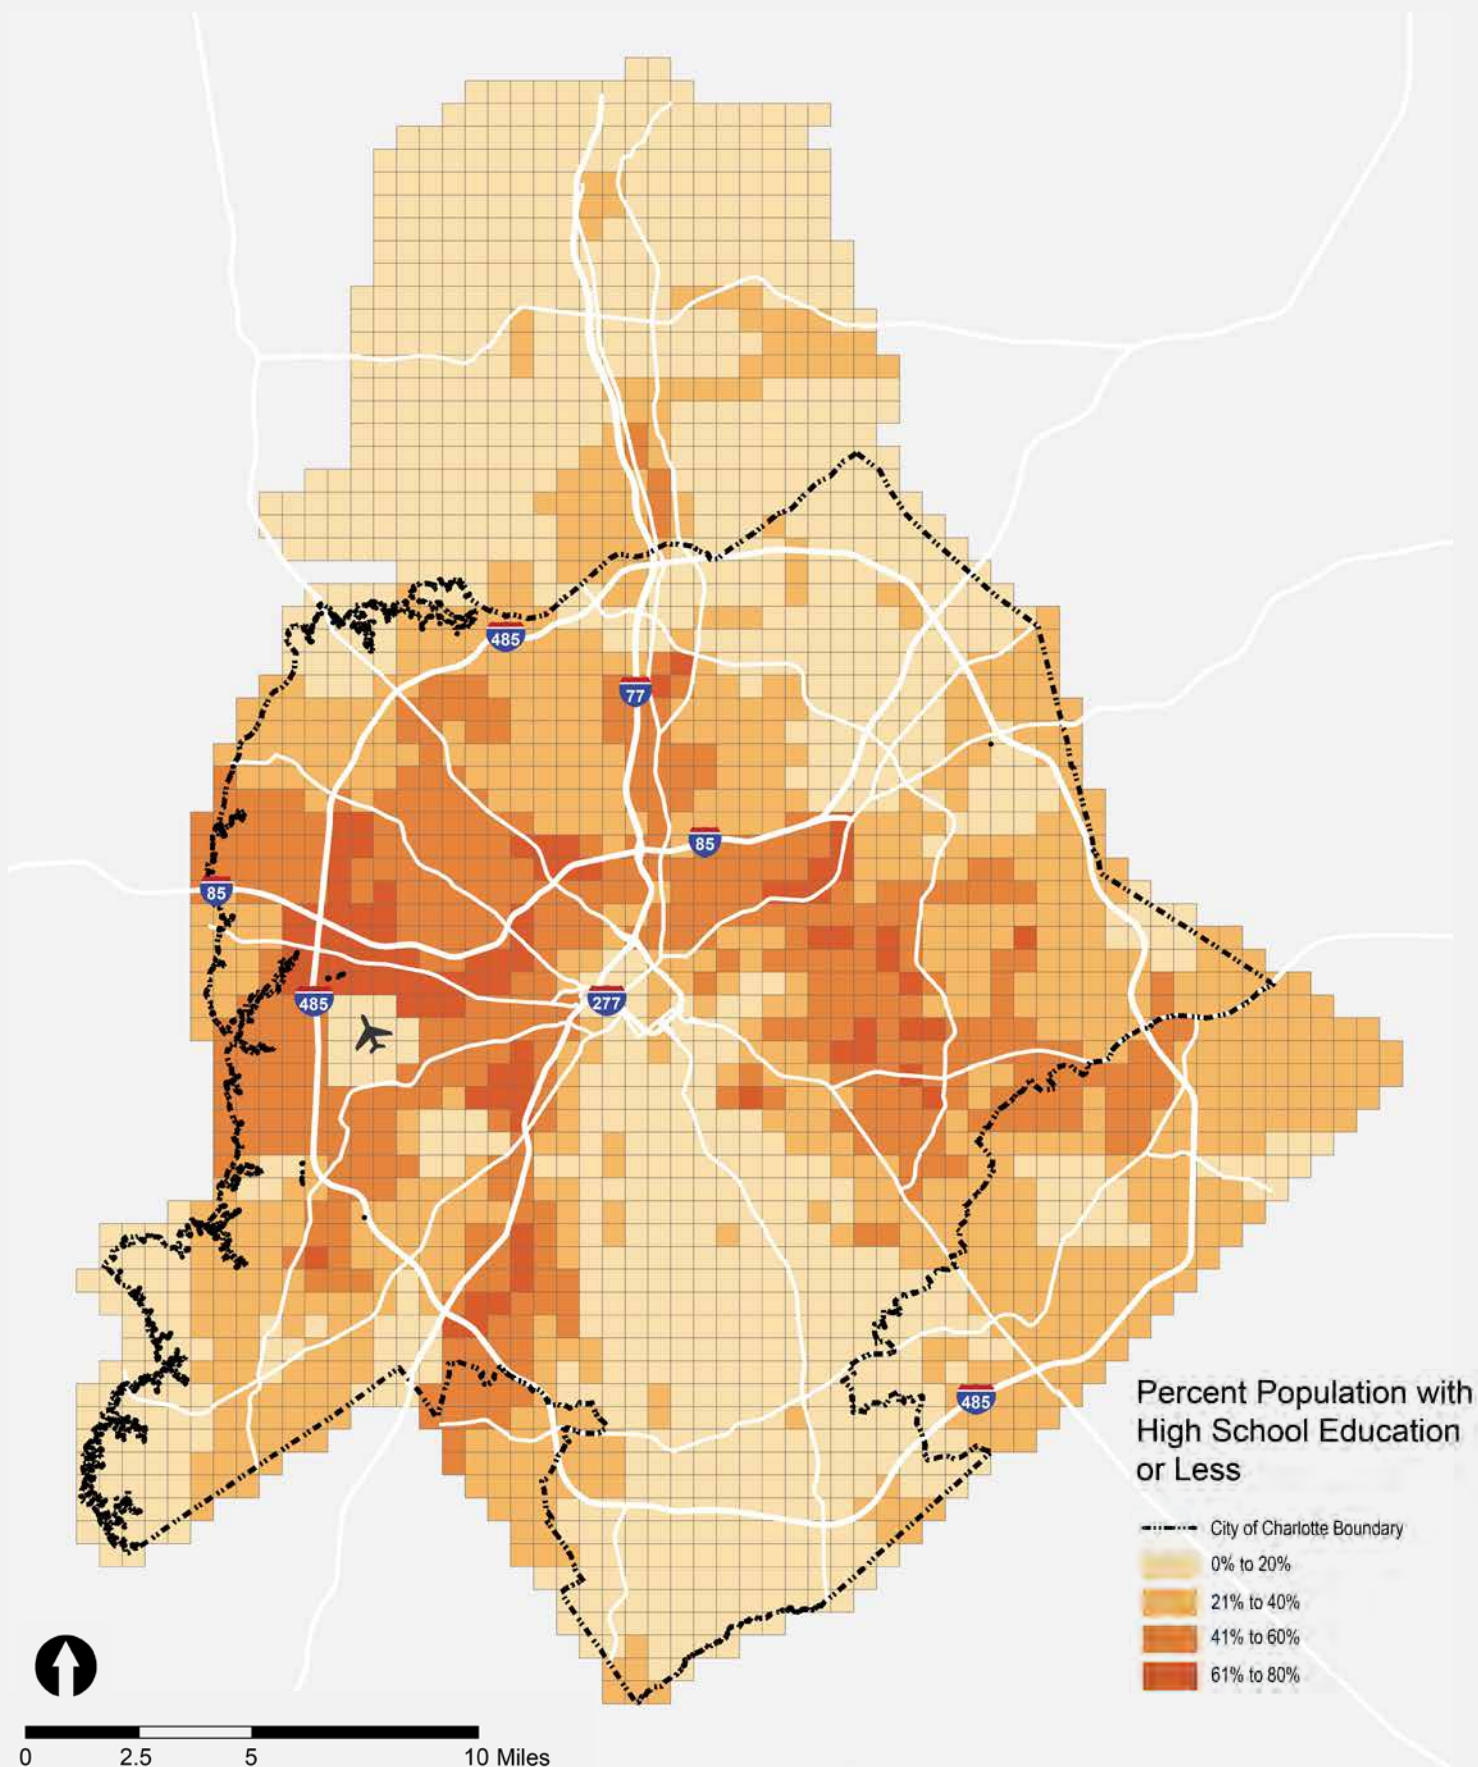 485
77
85
85
485
277
485
Percent Population with
High School Education
or Less
City of Charlotte Boundary
0% to 20%
21% to 40%
41% to 60%
61% to 80%
0 2.5 5 10 Miles